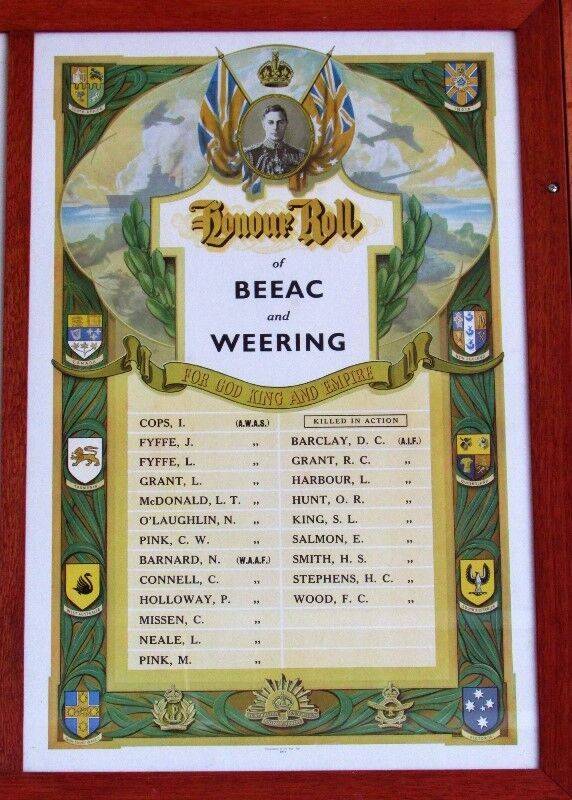 Honour Roll
of
BEEAC
and
WEERING
FOR GOD KING AND EMPIRE
COPS, I. (A.W.A.S.)
FYFFE, J. ,,
FYFFE, L. ,,
GRANT, L. ,,
McDONALD, L. T. ,,
O'LAUGHLIN, N. ,,
PINK, C. W. ,,
BARNARD, N. (W.A.A.F.)
CONNELL, C. ,,
HOLLOWAY, P. ,,
MISSEN, C. ,,
NEALE, L. ,,
PINK, M. ,,
KILLED IN ACTION
BARCLAY, D. C. (A.I.F.)
GRANT, R. C. ,,
HARBOUR, L. ,,
HUNT, O. R. ,,
KING, S. L. ,,
SALMON, E. ,,
SMITH, H. S. ,,
STEPHENS, H. C. ,,
WOOD, F. C. ,,